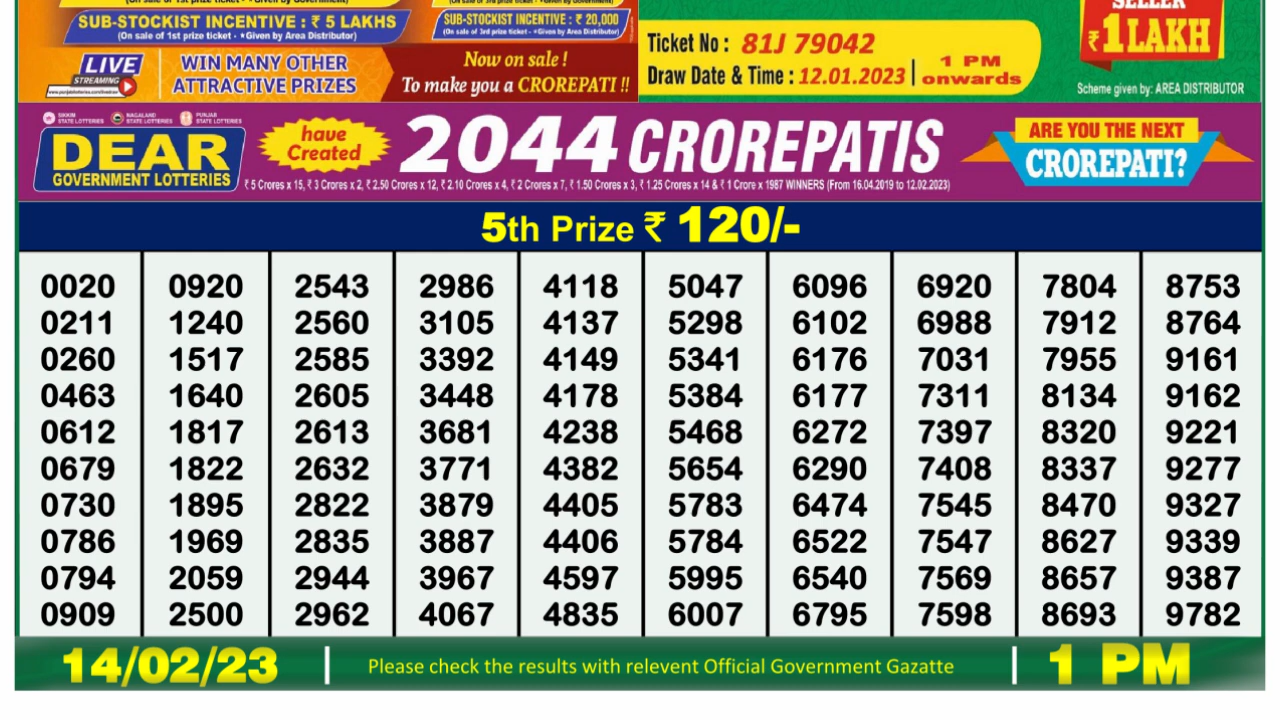 (On sale of 1st prize ticket - *Given by Government)
SUB-STOCKIST INCENTIVE : ₹ 5 LAKHS
(On sale of 1st prize ticket - *Given by Area Distributor)
SUB-STOCKIST INCENTIVE : ₹ 20,000
(On sale of 3rd prize ticket - *Given by Area Distributor)
LIVE
STREAMING
WIN MANY OTHER
ATTRACTIVE PRIZES
Now on sale !
To make you a CROREPATI !!
Ticket No : 81J 79042
Draw Date & Time : 12.01.2023 | 1 PM onwards
SELLER
₹1 LAKH
Scheme given by: AREA DISTRIBUTOR
SIKKIM STATE LOTTERIES NAGALAND STATE LOTTERIES PUNJAB STATE LOTTERIES
DEAR
GOVERNMENT LOTTERIES
have
Created
2044 CROREPATIS
₹ 5 Crores x 15, ₹ 3 Crores x 2, ₹ 2.50 Crores x 12, ₹ 2.10 Crores x 4, ₹ 2 Crores x 7, ₹ 1.50 Crores x 3, ₹ 1.25 Crores x 14 & ₹ 1 Crore x 1987 WINNERS (From 16.04.2019 to 12.02.2023)
ARE YOU THE NEXT
CROREPATI?
5th Prize ₹ 120/-
0020 0920 2543 2986 4118 5047 6096 6920 7804 8753
0211 1240 2560 3105 4137 5298 6102 6988 7912 8764
0260 1517 2585 3392 4149 5341 6176 7031 7955 9161
0463 1640 2605 3448 4178 5384 6177 7311 8134 9162
0612 1817 2613 3681 4238 5468 6272 7397 8320 9221
0679 1822 2632 3771 4382 5654 6290 7408 8337 9277
0730 1895 2822 3879 4405 5783 6474 7545 8470 9327
0786 1969 2835 3887 4406 5784 6522 7547 8627 9339
0794 2059 2944 3967 4597 5995 6540 7569 8657 9387
0909 2500 2962 4067 4835 6007 6795 7598 8693 9782
14/02/23 | Please check the results with relevent Official Government Gazatte | 1 PM